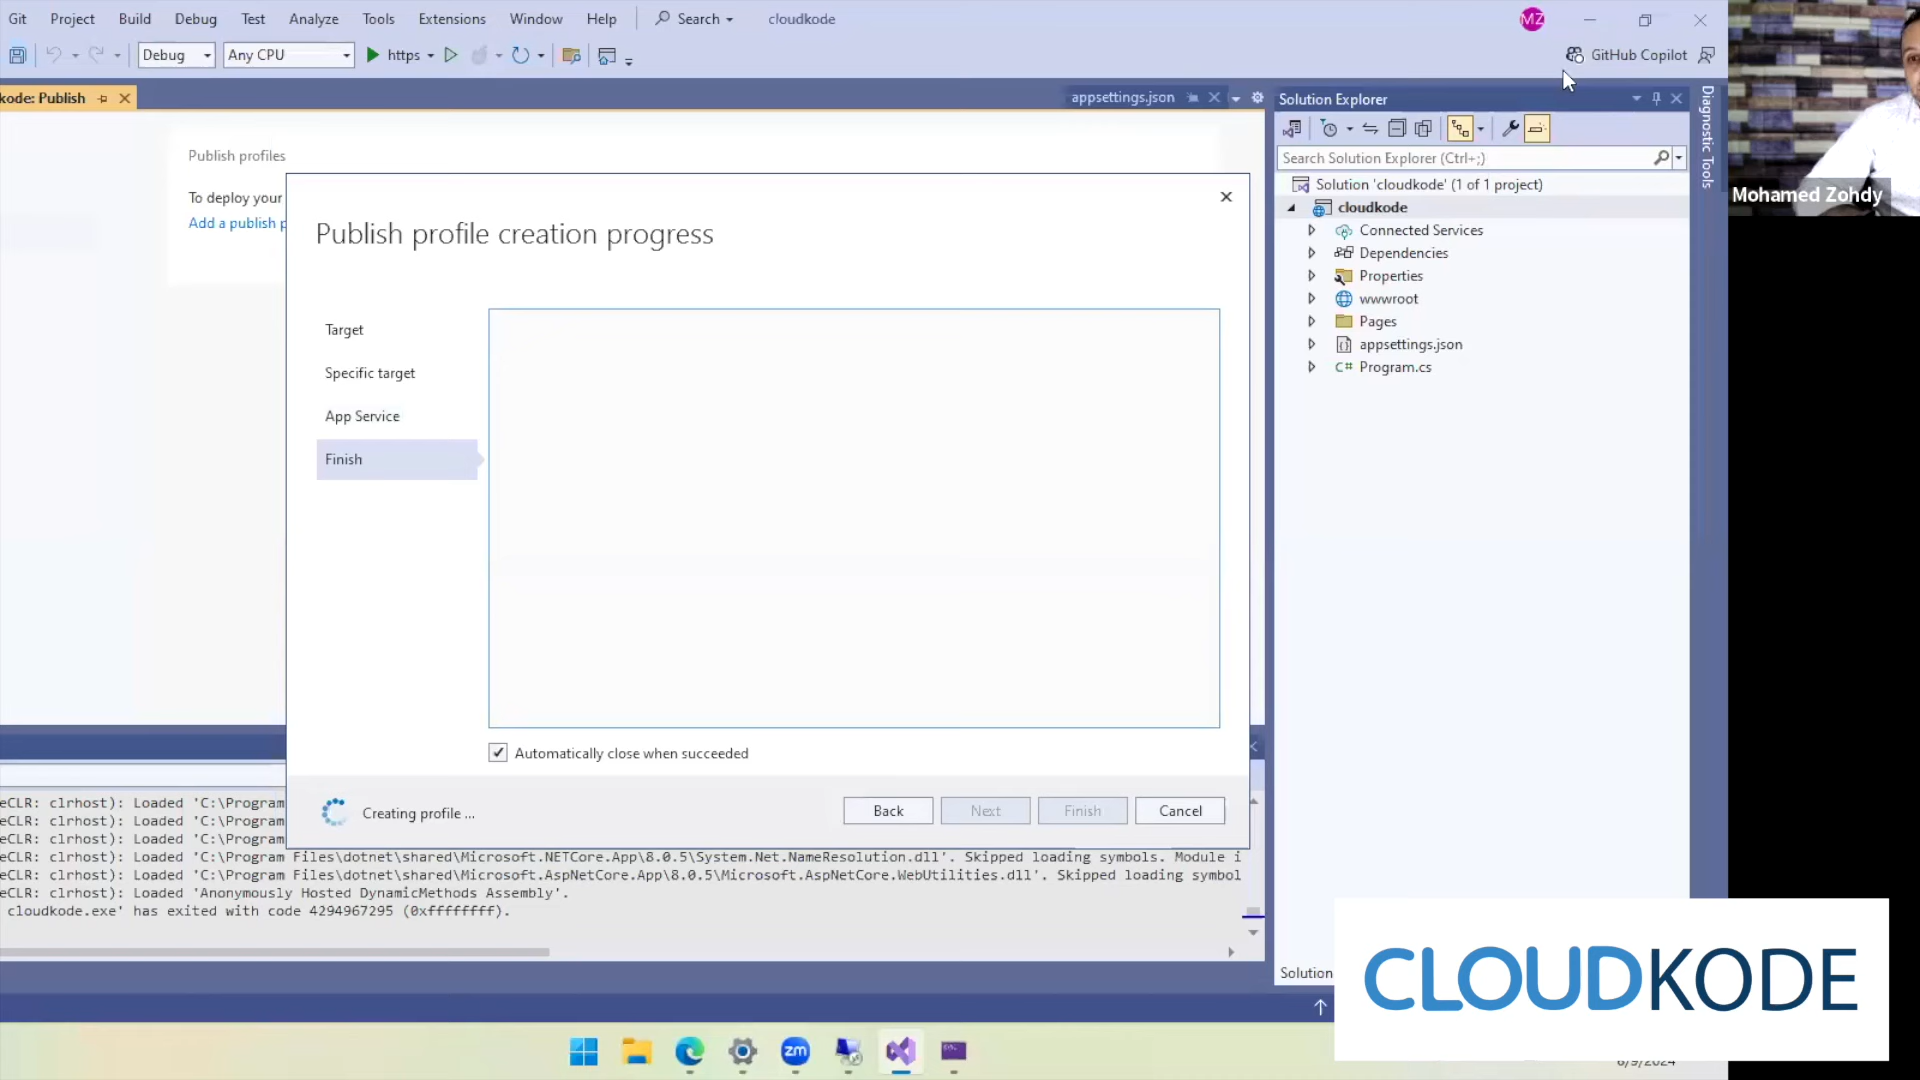 Git Project Build Debug Test Analyze Tools Extensions Window Help Search cloudkode MZ
Debug Any CPU https GitHub Copilot
kode: Publish appsettings.json
Solution Explorer
Search Solution Explorer (Ctrl+;)
Solution 'cloudkode' (1 of 1 project)
cloudkode
Connected Services
Dependencies
Properties
wwwroot
Pages
appsettings.json
C# Program.cs
Solution
Diagnostic Tools
Mohamed Zohdy
Publish profiles
To deploy your
Add a publish p
Publish profile creation progress
Target
Specific target
App Service
Finish
Automatically close when succeeded
Creating profile ...
Back Next Finish Cancel
eCLR: clrhost): Loaded 'C:\Program
eCLR: clrhost): Loaded 'C:\Program
eCLR: clrhost): Loaded 'C:\Program
eCLR: clrhost): Loaded 'C:\Program Files\dotnet\shared\Microsoft.NETCore.App\8.0.5\System.Net.NameResolution.dll'. Skipped loading symbols. Module i
eCLR: clrhost): Loaded 'C:\Program Files\dotnet\shared\Microsoft.AspNetCore.App\8.0.5\Microsoft.AspNetCore.WebUtilities.dll'. Skipped loading symbol
eCLR: clrhost): Loaded 'Anonymously Hosted DynamicMethods Assembly'.
cloudkode.exe' has exited with code 4294967295 (0xffffffff).
CLOUDKODE
zm
6/9/2024